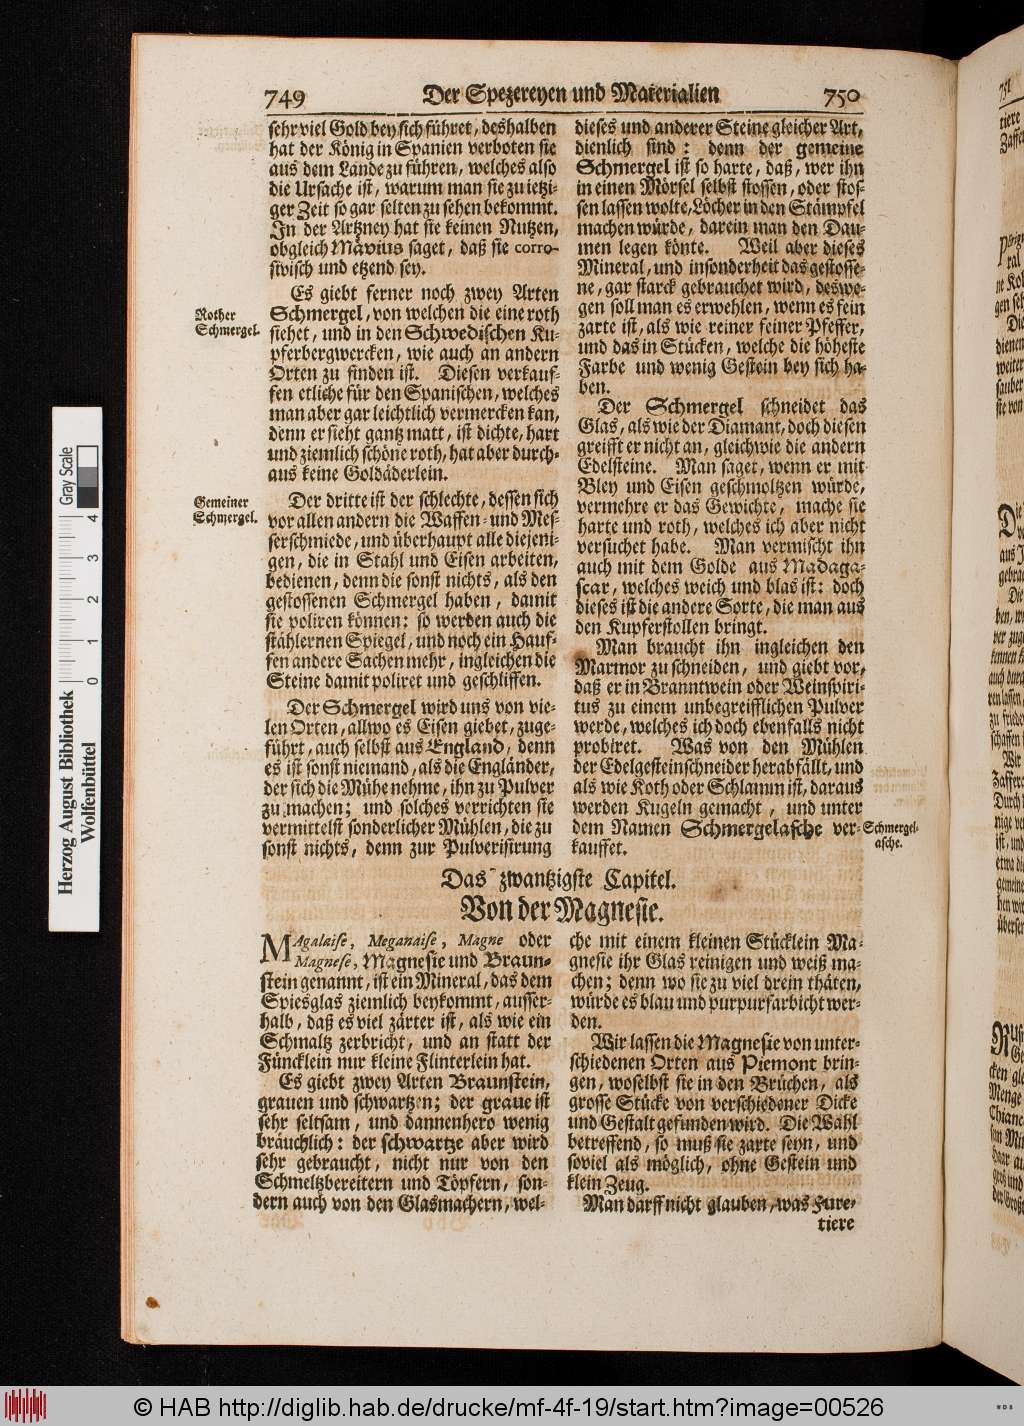 749 Der Spezereyen und Materialien 750
sehr viel Gold bey sich führet, deshalben
hat der König in Spanien verboten sie
aus dem Lande zu führen, welches also
die Ursache ist, warum man sie zu ietzi-
ger Zeit so gar selten zu sehen bekommt.
In der Artzney hat sie keinen Nutzen,
obgleich Mävius saget, daß sie corro-
sivisch und etzend sey.
Es giebt ferner noch zwey Arten
Rother
Schmergel.
Schmergel, von welchen die eine roth
siehet, und in den Schwedischen Ku-
pferbergwercken, wie auch an andern
Orten zu finden ist. Diesen verkauf-
fen etliche für den Spanischen, welches
man aber gar leichtlich vermercken kan,
denn er sieht gantz matt, ist dichte, hart
und ziemlich schöne roth, hat aber durch-
aus keine Goldäderlein.
Gemeiner
Schmergel.
Der dritte ist der schlechte, dessen sich
vor allen andern die Waffen- und Mes-
serschmiede, und überhaupt alle diejeni-
gen, die in Stahl und Eisen arbeiten,
bedienen, denn die sonst nichts, als den
gestossenen Schmergel haben, damit
sie poliren können: so werden auch die
stählernen Spiegel, und noch ein Hauf-
fen andere Sachen mehr, ingleichen die
Steine damit poliret und geschliffen.
Der Schmergel wird uns von vie-
len Orten, allwo es Eisen giebet, zuge-
führt, auch selbst aus England, denn
es ist sonst niemand, als die Engländer,
der sich die Mühe nehme, ihn zu Pulver
zu machen; und solches verrichten sie
vermittelst sonderlicher Mühlen, die zu
sonst nichts, denn zur Pulverisirung
dieses und anderer Steine gleicher Art,
dienlich sind: denn der gemeine
Schmergel ist so harte, daß, wer ihn
in einen Mörsel selbst stossen, oder stos-
sen lassen wolte, Löcher in den Stämpfel
machen würde, darein man den Dau-
men legen könte. Weil aber dieses
Mineral, und insonderheit das gestosse-
ne, gar starck gebrauchet wird, deswe-
gen soll man es erwehlen, wenn es fein
zarte ist, als wie reiner feiner Pfeffer,
und das in Stücken, welche die höheste
Farbe und wenig Gestein bey sich ha-
ben.
Der Schmergel schneidet das
Glas, als wie der Diamant, doch diesen
greifft er nicht an, gleichwie die andern
Edelsteine. Man saget, wenn er mit
Bley und Eisen geschmoltzen würde,
vermehre er das Gewichte, mache sie
harte und roth, welches ich aber nicht
versuchet habe. Man vermischt ihn
auch mit dem Golde aus Madaga-
scar, welches weich und blas ist: doch
dieses ist die andere Sorte, die man aus
den Kupferstollen bringt.
Man braucht ihn ingleichen den
Marmor zu schneiden, und giebt vor,
daß er in Branntwein oder Weinspiri-
tus zu einem unbegreifflichen Pulver
werde, welches ich doch ebenfalls nicht
probiret. Was von den Mühlen
der Edelgesteinschneider herabfällt, und
als wie Koth oder Schlamm ist, daraus
werden Kugeln gemacht, und unter
dem Namen Schmergelasche ver-
kauffet.
Schmergel-
asche.
Das zwantzigste Capitel.
Von der Magnesie.
MAgalaise, Meganaise, Magne oder
Magnese, Magnesie und Braun-
stein genannt, ist ein Mineral, das dem
Spiesglas ziemlich beykommt, ausser-
halb, daß es viel zärter ist, als wie ein
Schmaltz zerbricht, und an statt der
Füncklein nur kleine Flinterlein hat.
Es giebt zwey Arten Braunstein,
grauen und schwartzen; der graue ist
sehr seltsam, und dannenhero wenig
bräuchlich: der schwartze aber wird
sehr gebraucht, nicht nur von den
Schmeltzbereitern und Töpfern, son-
dern auch von den Glasmachern, wel-
che mit einem kleinen Stücklein Ma-
gnesie ihr Glas reinigen und weiß ma-
chen; denn wo sie zu viel drein thäten,
würde es blau und purpurfarbicht wer-
den.
Wir lassen die Magnesie von unter-
schiedenen Orten aus Piemont brin-
gen, woselbst sie in den Brüchen, als
grosse Stücke von verschiedener Dicke
und Gestalt gefunden wird. Die Wahl
betreffend, so muß sie zarte seyn, und
soviel als möglich, ohne Gestein und
klein Zeug.
Man darff nicht glauben, was Fure-
tiere
Herzog August Bibliothek
Wolfenbüttel
0 1 2 3 4
Gray Scale
© HAB http://diglib.hab.de/drucke/mf-4f-19/start.htm?image=00526